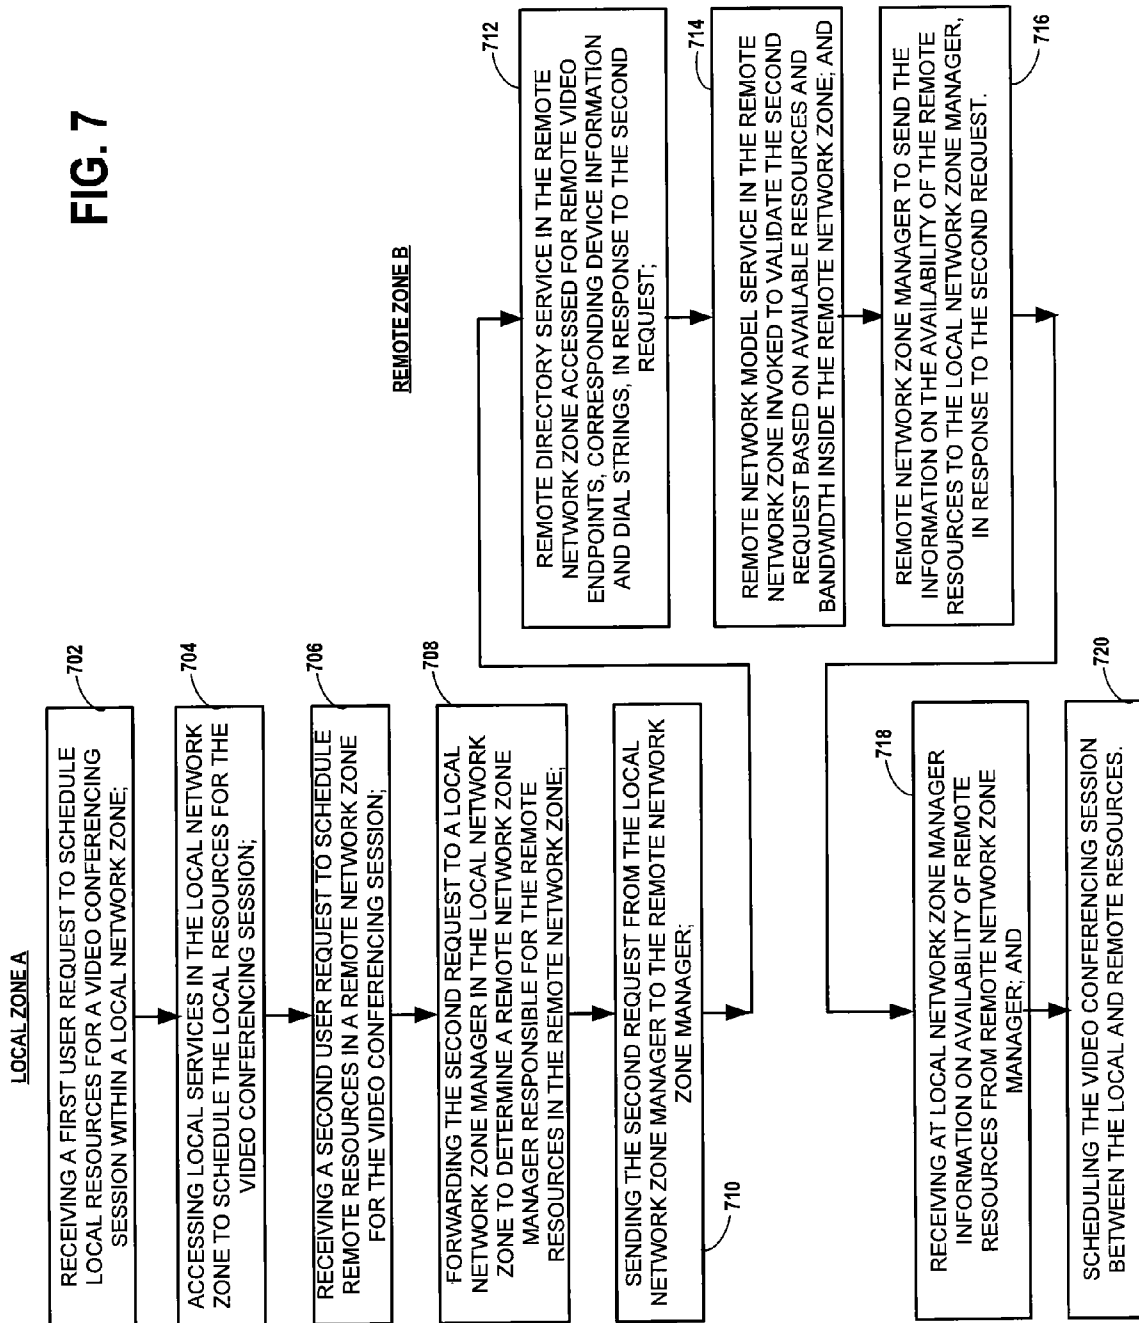 FIG. 7
LOCAL ZONE A
RECEIVING A FIRST USER REQUEST TO SCHEDULE
LOCAL RESOURCES FOR A VIDEO CONFERENCING
SESSION WITHIN A LOCAL NETWORK ZONE;
702
ACCESSING LOCAL SERVICES IN THE LOCAL NETWORK
ZONE TO SCHEDULE THE LOCAL RESOURCES FOR THE
VIDEO CONFERENCING SESSION;
704
RECEIVING A SECOND USER REQUEST TO SCHEDULE
REMOTE RESOURCES IN A REMOTE NETWORK ZONE
FOR THE VIDEO CONFERENCING SESSION;
706
FORWARDING THE SECOND REQUEST TO A LOCAL
NETWORK ZONE MANAGER IN THE LOCAL NETWORK
ZONE TO DETERMINE A REMOTE NETWORK ZONE
MANAGER RESPONSIBLE FOR THE REMOTE
RESOURCES IN THE REMOTE NETWORK ZONE;
708
SENDING THE SECOND REQUEST FROM THE LOCAL
NETWORK ZONE MANAGER TO THE REMOTE NETWORK
ZONE MANAGER;
710
REMOTE ZONE B
REMOTE DIRECTORY SERVICE IN THE REMOTE
NETWORK ZONE ACCESSED FOR REMOTE VIDEO
ENDPOINTS, CORRESPONDING DEVICE INFORMATION
AND DIAL STRINGS, IN RESPONSE TO THE SECOND
REQUEST;
712
REMOTE NETWORK MODEL SERVICE IN THE REMOTE
NETWORK ZONE INVOKED TO VALIDATE THE SECOND
REQUEST BASED ON AVAILABLE RESOURCES AND
BANDWIDTH INSIDE THE REMOTE NETWORK ZONE; AND
714
REMOTE NETWORK ZONE MANAGER TO SEND THE
INFORMATION ON THE AVAILABILITY OF THE REMOTE
RESOURCES TO THE LOCAL NETWORK ZONE MANAGER,
IN RESPONSE TO THE SECOND REQUEST.
716
RECEIVING AT LOCAL NETWORK ZONE MANAGER
INFORMATION ON AVAILABILITY OF REMOTE
RESOURCES FROM REMOTE NETWORK ZONE
MANAGER; AND
718
SCHEDULING THE VIDEO CONFERENCING SESSION
BETWEEN THE LOCAL AND REMOTE RESOURCES.
720